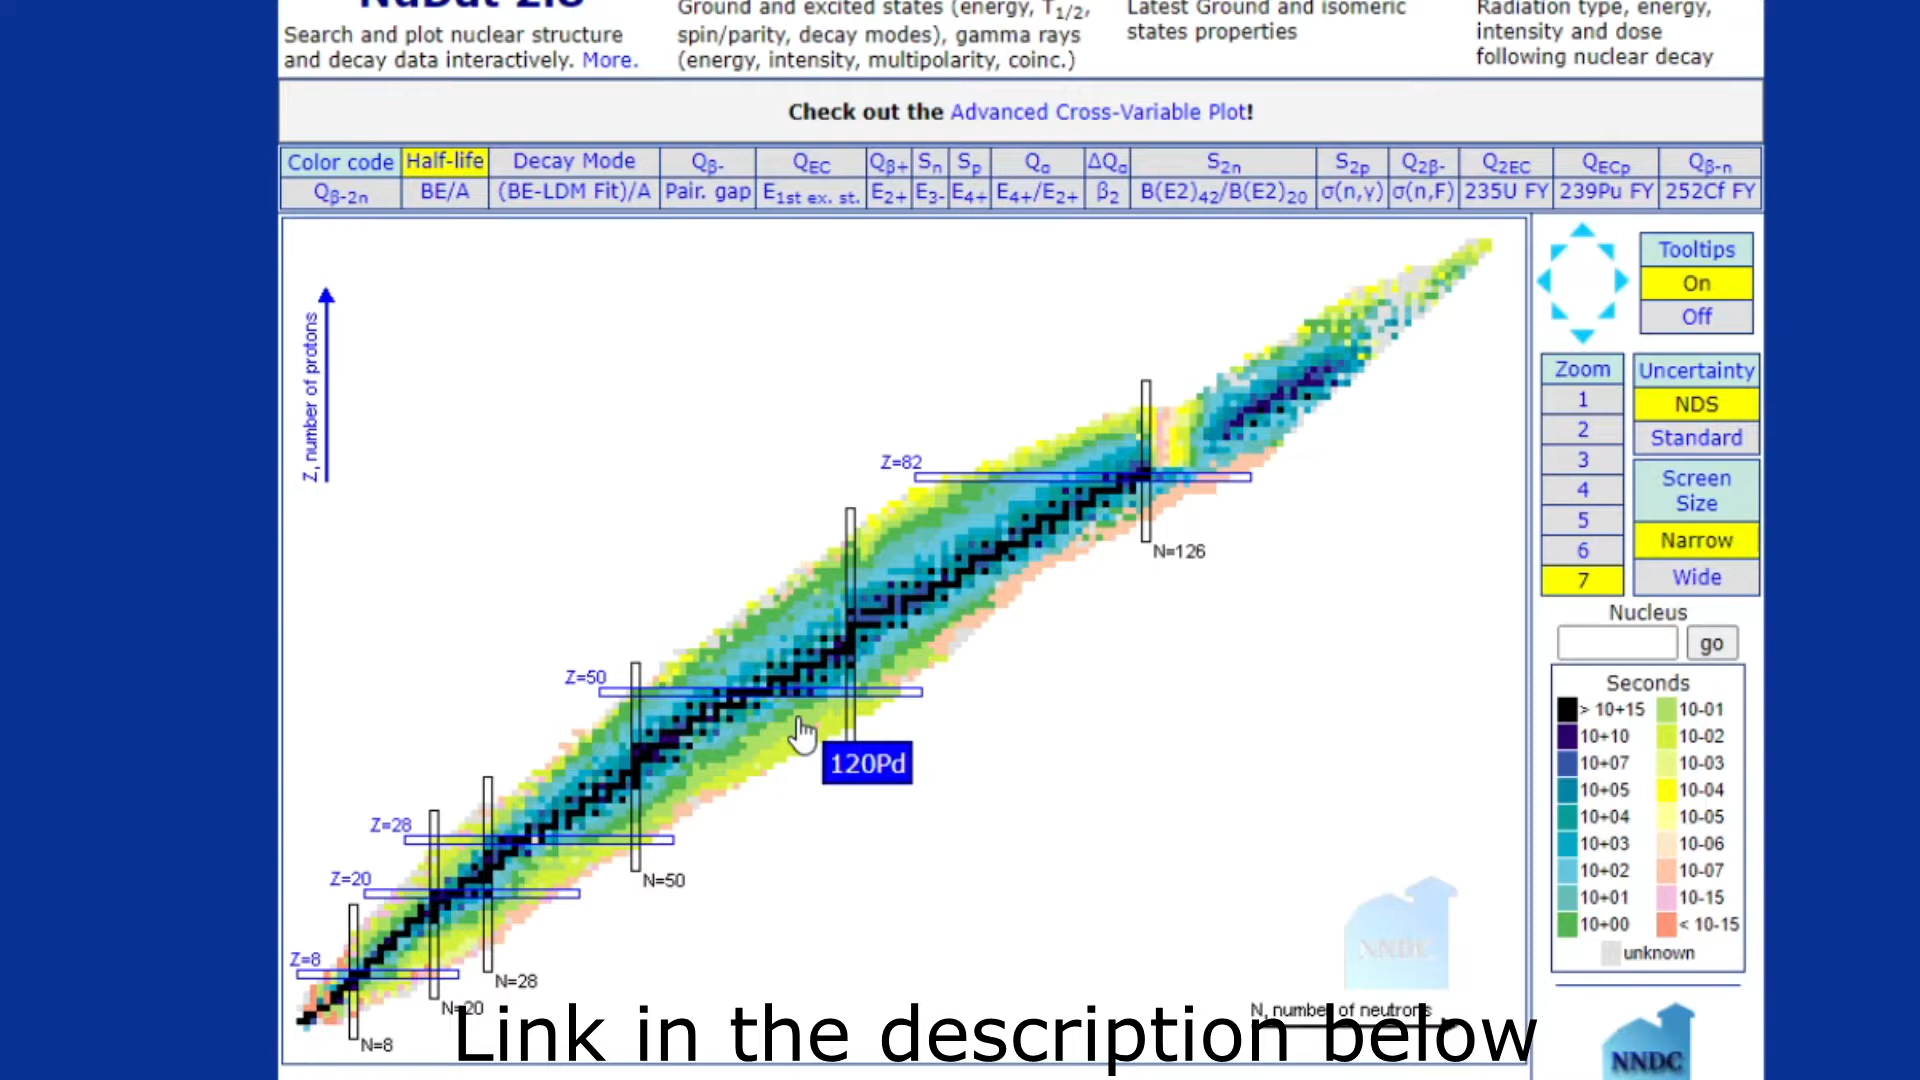 NuDat 2.8
Search and plot nuclear structure
and decay data interactively. More.
Ground and excited states (energy, T1/2,
spin/parity, decay modes), gamma rays
(energy, intensity, multipolarity, coinc.)
Latest Ground and isomeric
states properties
Radiation type, energy,
intensity and dose
following nuclear decay
Check out the Advanced Cross-Variable Plot!
Color code Half-life Decay Mode Qβ- QEC Qβ+ Sn Sp Qα ΔQα S2n S2p Q2β- Q2EC QECp Qβ-n
Qβ-2n BE/A (BE-LDM Fit)/A Pair. gap E1st ex. st. E2+ E3- E4+ E4+/E2+ β2 B(E2)42/B(E2)20 σ(n,γ) σ(n,F) 235U FY 239Pu FY 252Cf FY
Z, number of protons
Z=82
N=126
Z=50
120Pd
Z=28
N=50
Z=20
N=28
Z=8
N=20
N=8
N, number of neutrons
NNDC
Link in the description below
Tooltips
On
Off
Zoom
1
2
3
4
5
6
7
Uncertainty
NDS
Standard
Screen
Size
Narrow
Wide
Nucleus
go
Seconds
> 10+15 10-01
10+10 10-02
10+07 10-03
10+05 10-04
10+04 10-05
10+03 10-06
10+02 10-07
10+01 10-15
10+00 < 10-15
unknown
NNDC